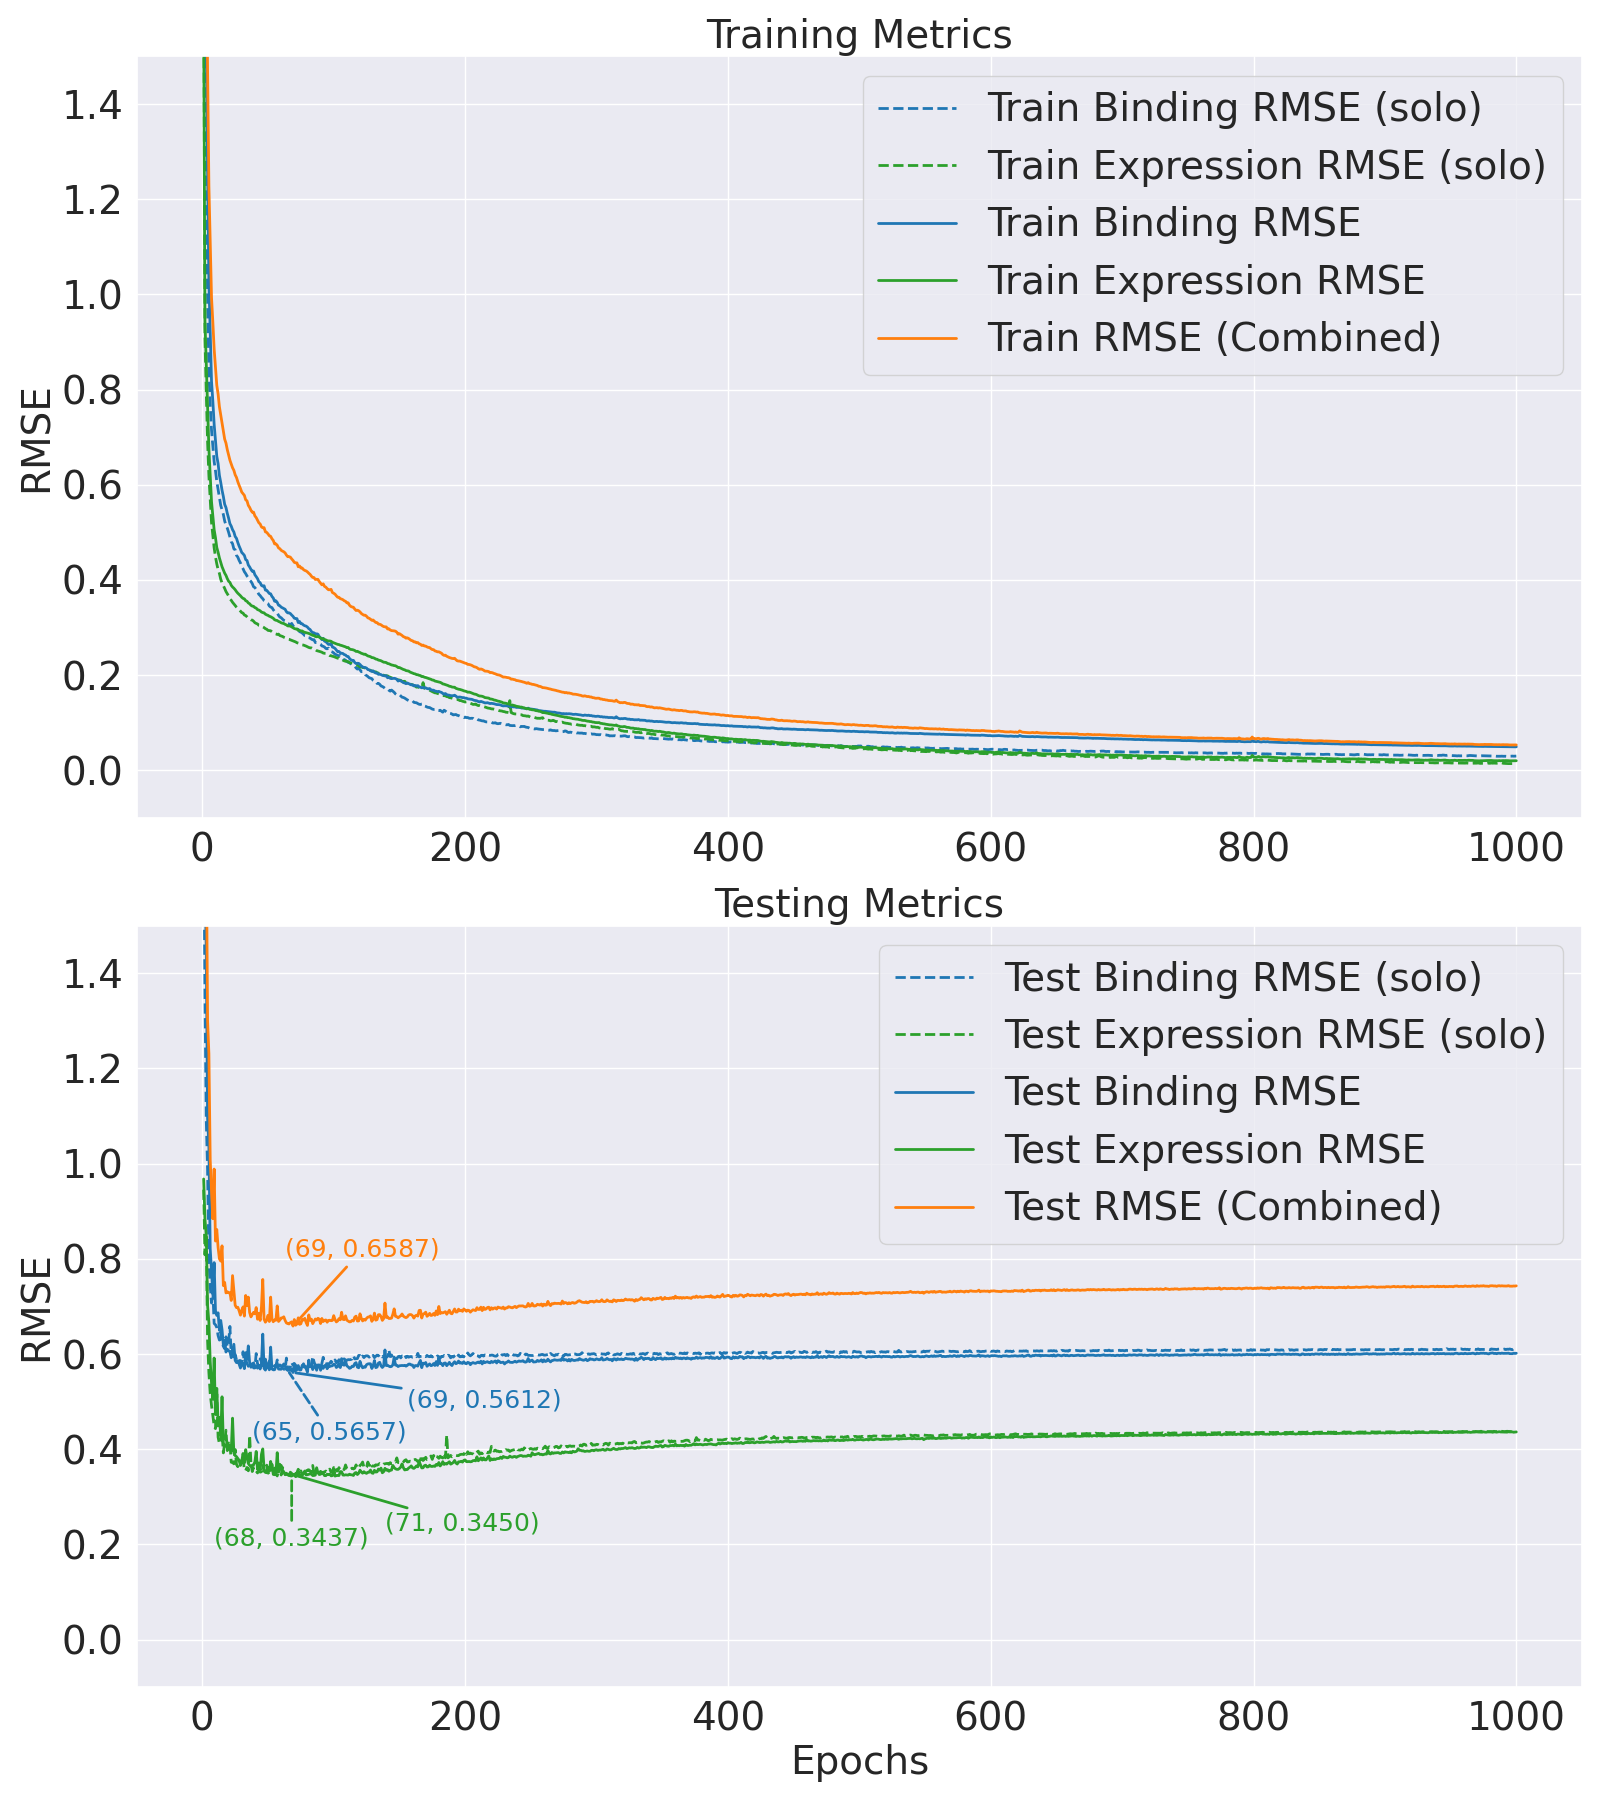 Training Metrics
RMSE
1.4
1.2
1.0
0.8
0.6
0.4
0.2
0.0
Train Binding RMSE (solo)
Train Expression RMSE (solo)
Train Binding RMSE
Train Expression RMSE
Train RMSE (Combined)
0 200 400 600 800 1000
Testing Metrics
RMSE
1.4
1.2
1.0
0.8
0.6
0.4
0.2
0.0
Test Binding RMSE (solo)
Test Expression RMSE (solo)
Test Binding RMSE
Test Expression RMSE
Test RMSE (Combined)
(69, 0.6587)
(69, 0.5612)
(65, 0.5657)
(71, 0.3450)
(68, 0.3437)
0 200 400 600 800 1000
Epochs